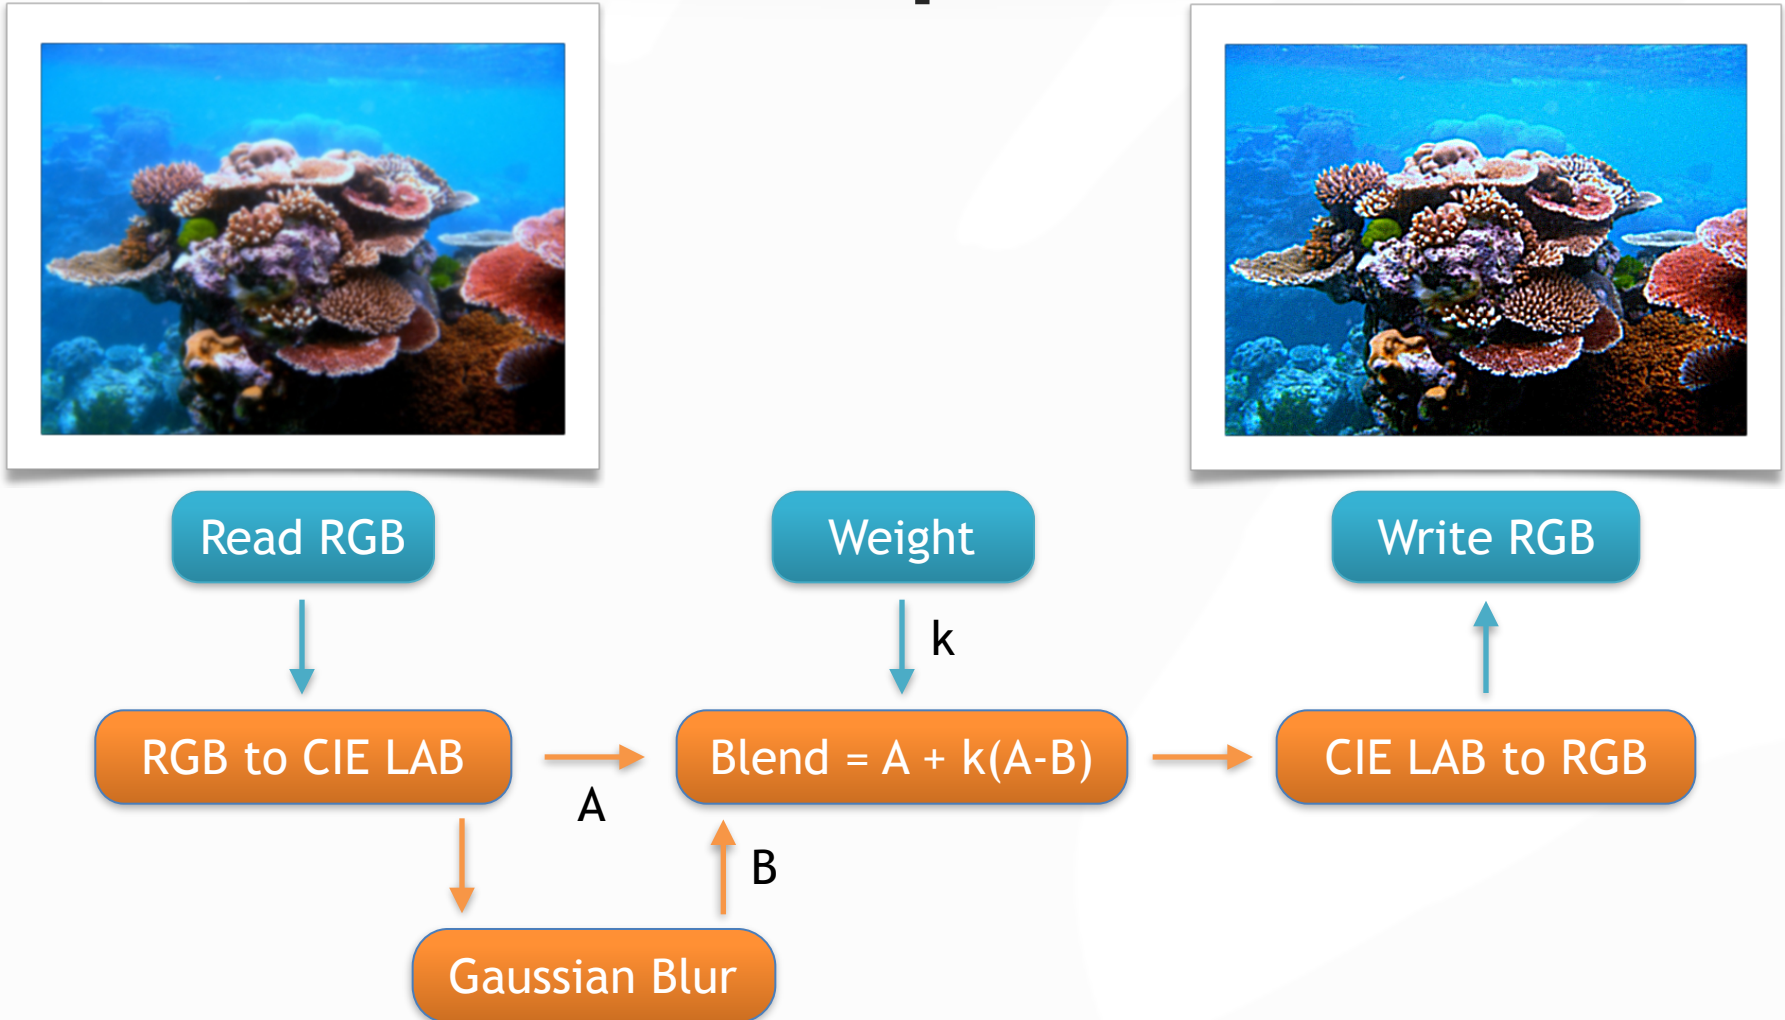 Read RGB
Weight
Write RGB
k
RGB to CIE LAB
Blend = A + k(A-B)
CIE LAB to RGB
A
B
Gaussian Blur